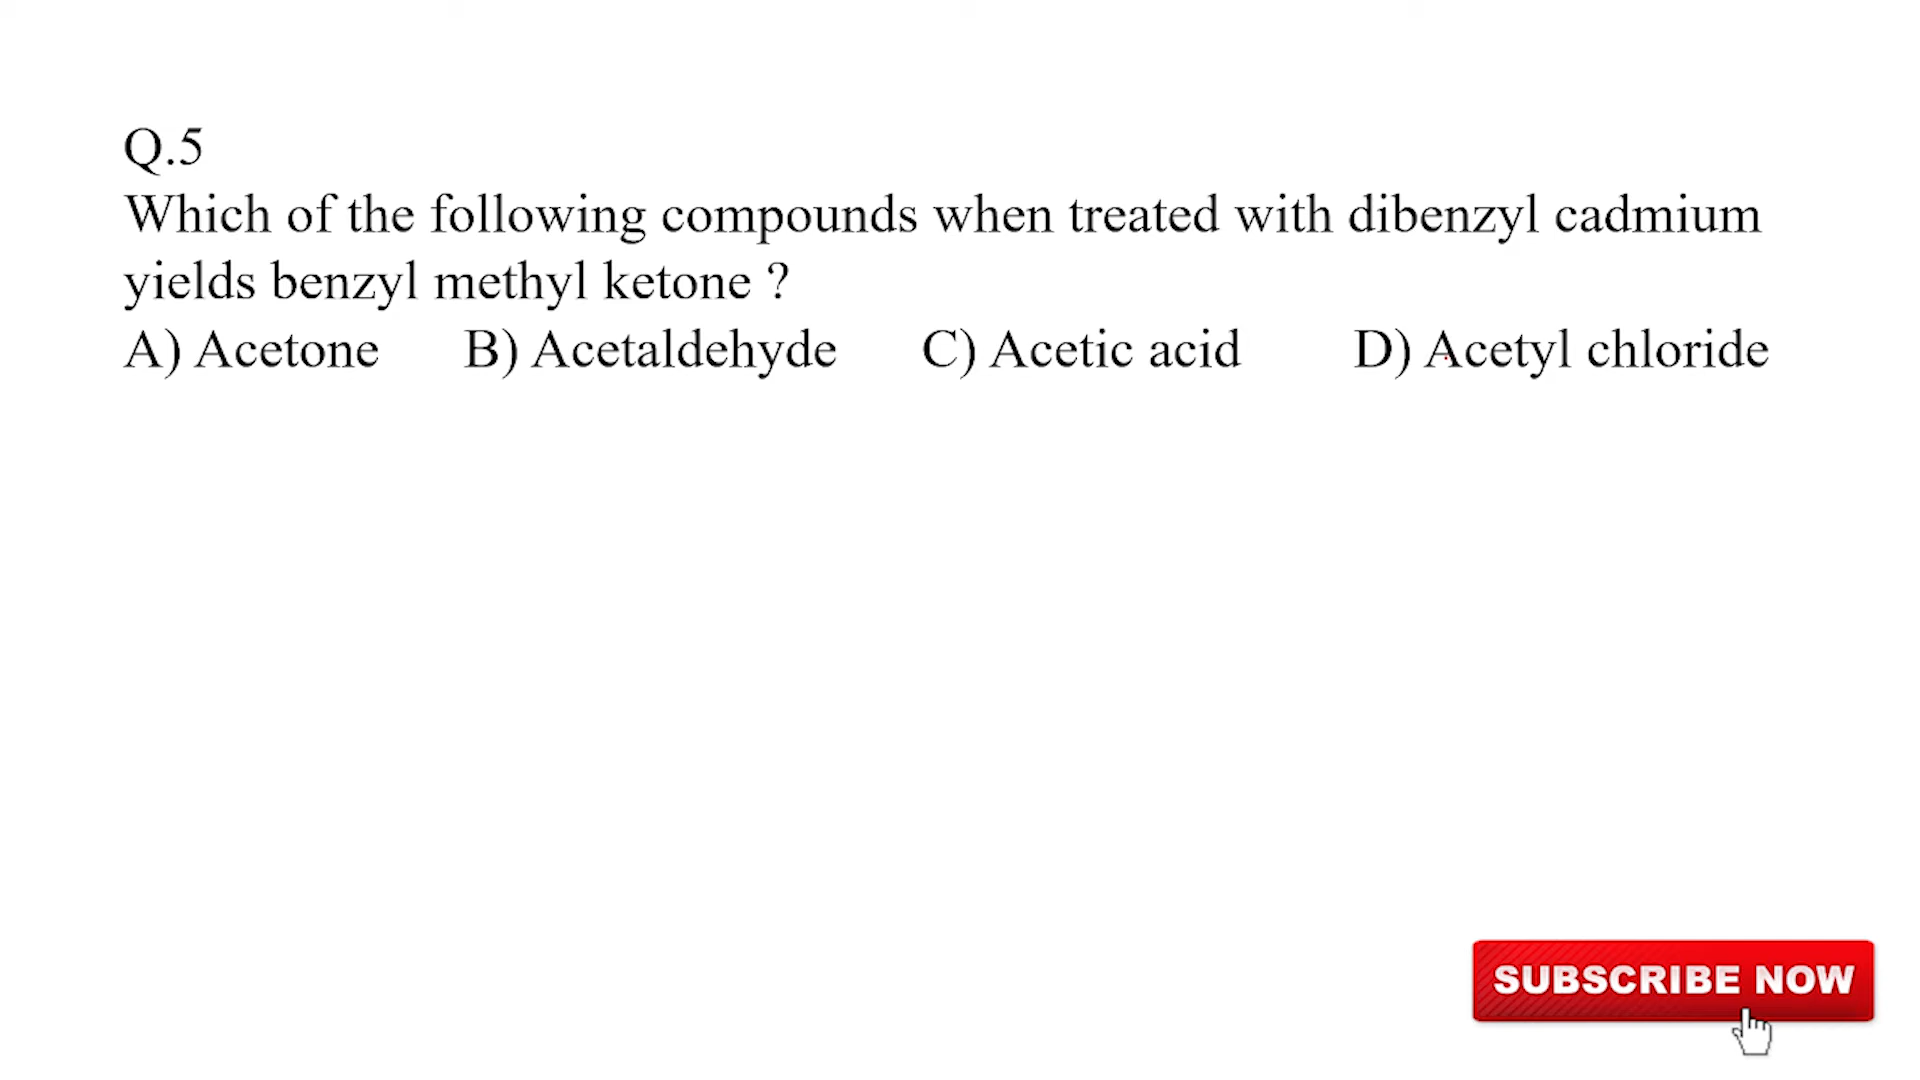 Q.5
Which of the following compounds when treated with dibenzyl cadmium
yields benzyl methyl ketone ?
A) Acetone B) Acetaldehyde C) Acetic acid D) Acetyl chloride
SUBSCRIBE NOW